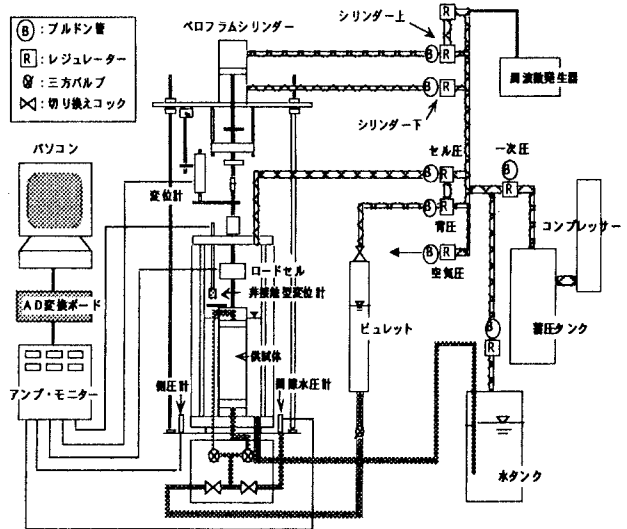 Ⓑ：ブルドン管
R：レジュレーター
：三方バルブ
：切り換えコック
ベロフラムシリンダー
シリンダー上
B
R
R
周波数発生器
B
R
シリンダー下
パソコン
変位計
セル圧
B
R
一次圧
B
R
B
R
背圧
コンプレッサー
B
R
空気圧
ロードセル
非接触型変位計
AD変換ボード
ビュレット
蓄圧タンク
供試体
B
R
アンプ・モニター
側圧計
間隙水圧計
水タンク